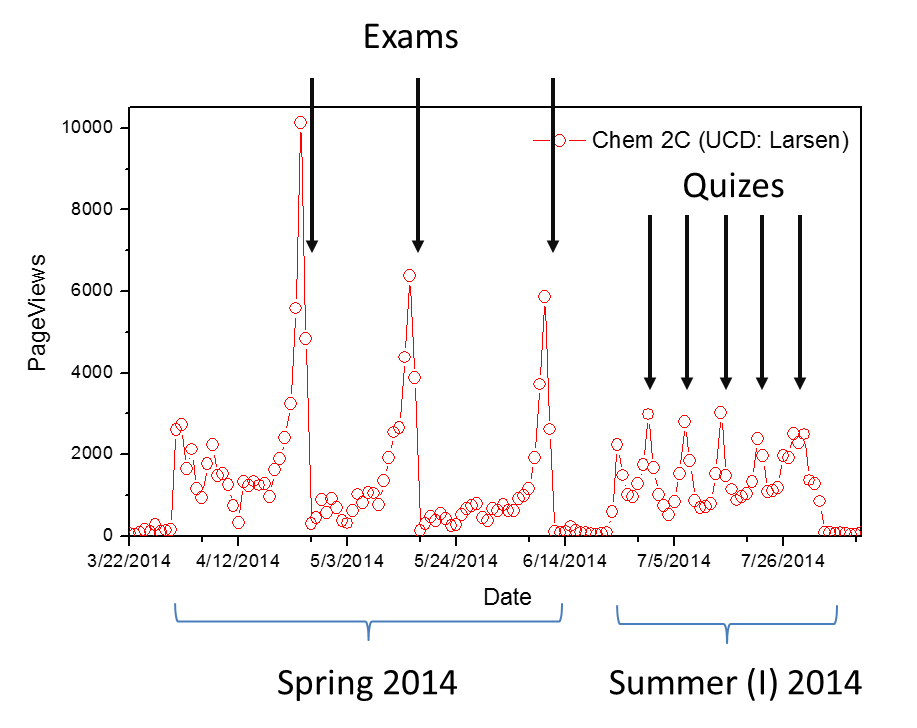 Exams
10000
Chem 2C (UCD: Larsen)
Quizes
8000
6000
PageViews
4000
2000
0
3/22/2014 4/12/2014 5/3/2014 5/24/2014 6/14/2014 7/5/2014 7/26/2014
Date
Spring 2014 Summer (I) 2014